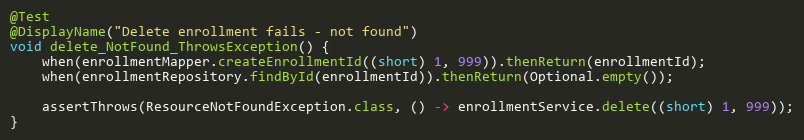 @Test
@DisplayName("Delete enrollment fails - not found")
void delete_NotFound_ThrowsException() {
    when(enrollmentMapper.createEnrollmentId((short) 1, 999)).thenReturn(enrollmentId);
    when(enrollmentRepository.findById(enrollmentId)).thenReturn(Optional.empty());

    assertThrows(ResourceNotFoundException.class, () -> enrollmentService.delete((short) 1, 999));
}